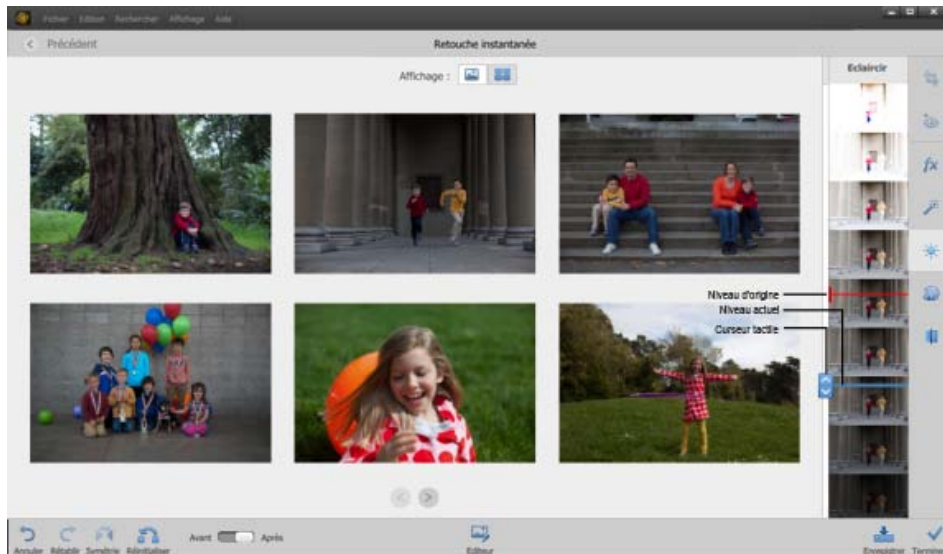 Fichier Edition Rechercher Affichage Aide
Précédent
Retouche instantanée
Affichage :
Eclaircir
fx
Niveau d'origine
Niveau actuel
Curseur tactile
Annuler Rétablir Symétrie Réinitialiser
Avant Après
Editeur
Enregistrer Terminé